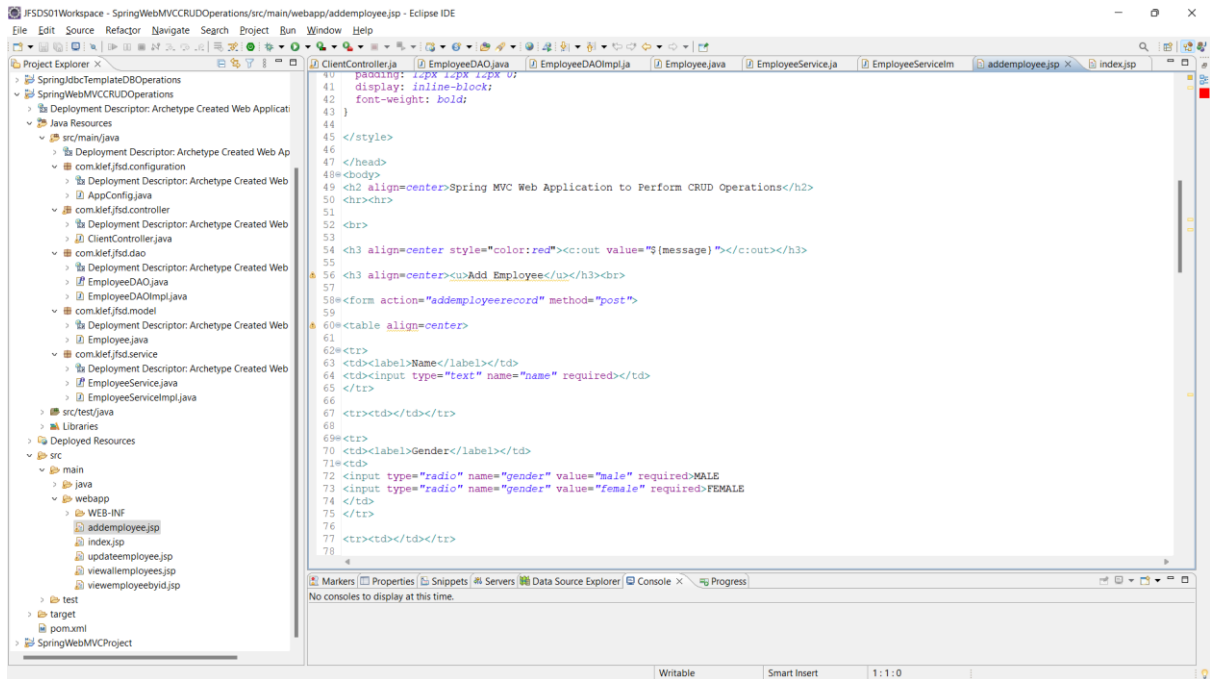 JFSDS01Workspace - SpringWebMVCCRUDOperations/src/main/webapp/addemployee.jsp - Eclipse IDE
File Edit Source Refactor Navigate Search Project Run Window Help
Project Explorer
SpringJdbcTemplateDBOperations
SpringWebMVCCRUDOperations
Deployment Descriptor: Archetype Created Web Applicati
Java Resources
src/main/java
Deployment Descriptor: Archetype Created Web Ap
com.klef.jfsd.configuration
Deployment Descriptor: Archetype Created Web
AppConfig.java
com.klef.jfsd.controller
Deployment Descriptor: Archetype Created Web
ClientController.java
com.klef.jfsd.dao
Deployment Descriptor: Archetype Created Web
EmployeeDAO.java
EmployeeDAOImpl.java
com.klef.jfsd.model
Deployment Descriptor: Archetype Created Web
Employee.java
com.klef.jfsd.service
Deployment Descriptor: Archetype Created Web
EmployeeService.java
EmployeeServiceImpl.java
src/test/java
Libraries
Deployed Resources
src
main
java
webapp
WEB-INF
addemployee.jsp
index.jsp
updateemployee.jsp
viewallemployees.jsp
viewemployeebyid.jsp
test
target
pom.xml
SpringWebMVCProject
ClientController.ja EmployeeDAO.java EmployeeDAOImpl.ja Employee.java EmployeeService.ja EmployeeServiceIm addemployee.jsp index.jsp
40 padding: 12px 12px 12px 0;
41 display: inline-block;
42 font-weight: bold;
43 }
44
45 </style>
46
47 </head>
48 <body>
49 <h2 align=center>Spring MVC Web Application to Perform CRUD Operations</h2>
50 <hr><hr>
51
52 <br>
53
54 <h3 align=center style="color:red"><c:out value="${message}"></c:out></h3>
55
56 <h3 align=center><u>Add Employee</u></h3><br>
57
58 <form action="addemployeerecord" method="post">
59
60 <table align=center>
61
62 <tr>
63 <td><label>Name</label></td>
64 <td><input type="text" name="name" required></td>
65 </tr>
66
67 <tr><td></td></tr>
68
69 <tr>
70 <td><label>Gender</label></td>
71 <td>
72 <input type="radio" name="gender" value="male" required>MALE
73 <input type="radio" name="gender" value="female" required>FEMALE
74 </td>
75 </tr>
76
77 <tr><td></td></tr>
78
Markers Properties Snippets Servers Data Source Explorer Console Progress
No consoles to display at this time.
Writable Smart Insert 1:1:0